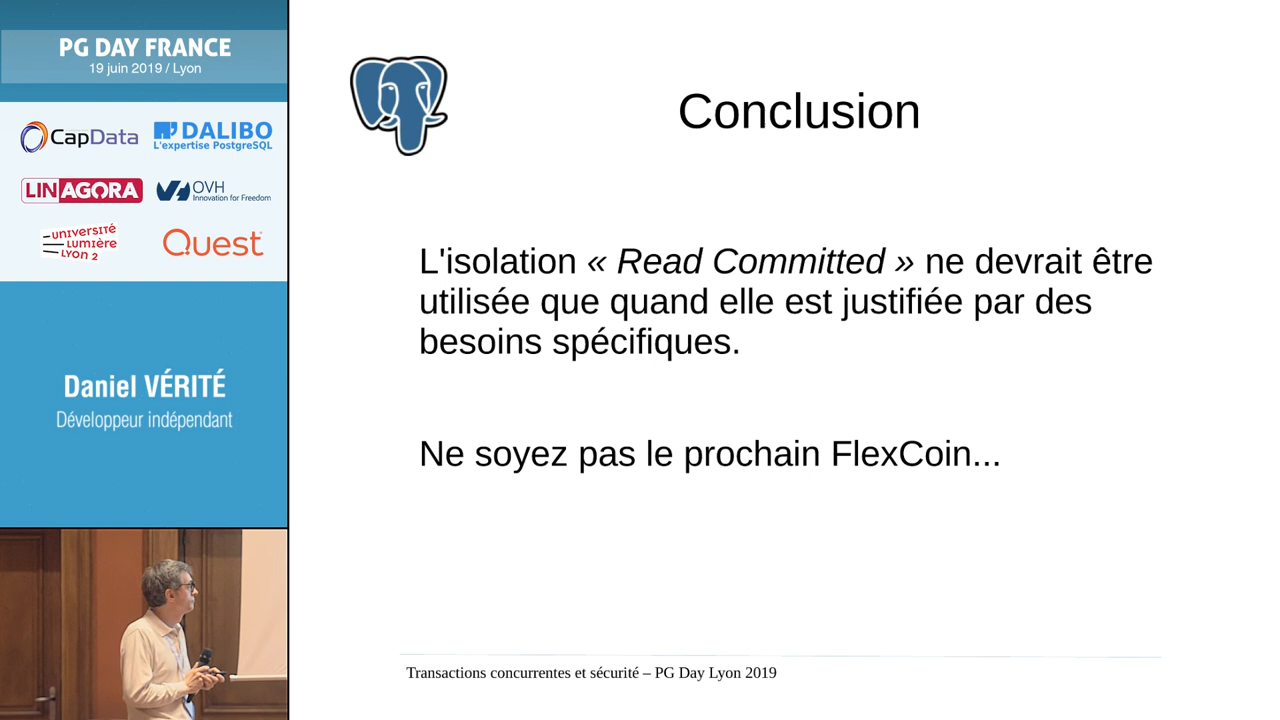 PG DAY FRANCE
19 juin 2019 / Lyon
CapData
DALIBO
L'expertise PostgreSQL
LINAGORA
OVH
Innovation for Freedom
UNIVERSITÉ
LUMIÈRE
LYON 2
Quest
Daniel VÉRITÉ
Développeur indépendant
Conclusion
L'isolation « Read Committed » ne devrait être
utilisée que quand elle est justifiée par des
besoins spécifiques.
Ne soyez pas le prochain FlexCoin...
Transactions concurrentes et sécurité – PG Day Lyon 2019